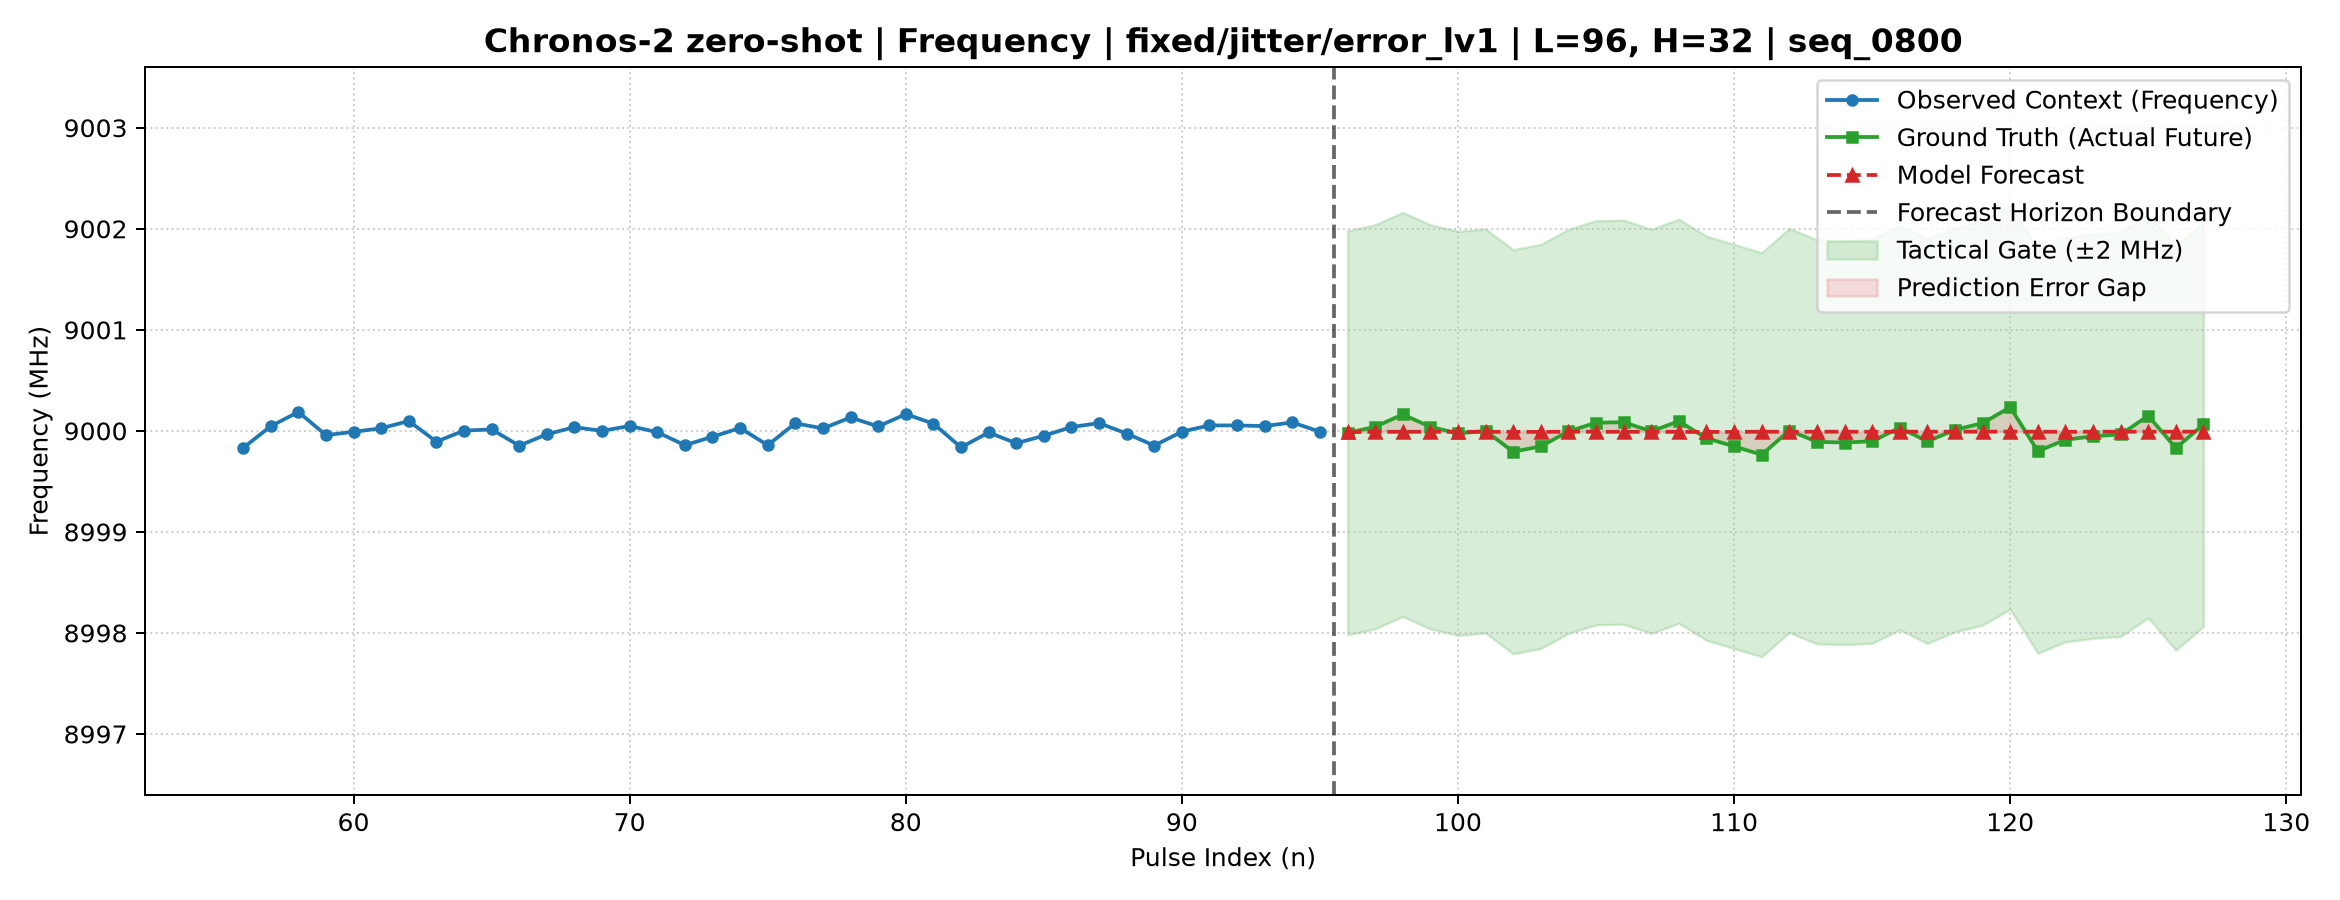 Chronos-2 zero-shot | Frequency | fixed/jitter/error_lv1 | L=96, H=32 | seq_0800
Observed Context (Frequency)
Ground Truth (Actual Future)
Model Forecast
Forecast Horizon Boundary
Tactical Gate (±2 MHz)
Prediction Error Gap
Frequency (MHz)
9003
9002
9001
9000
8999
8998
8997
60 70 80 90 100 110 120 130
Pulse Index (n)